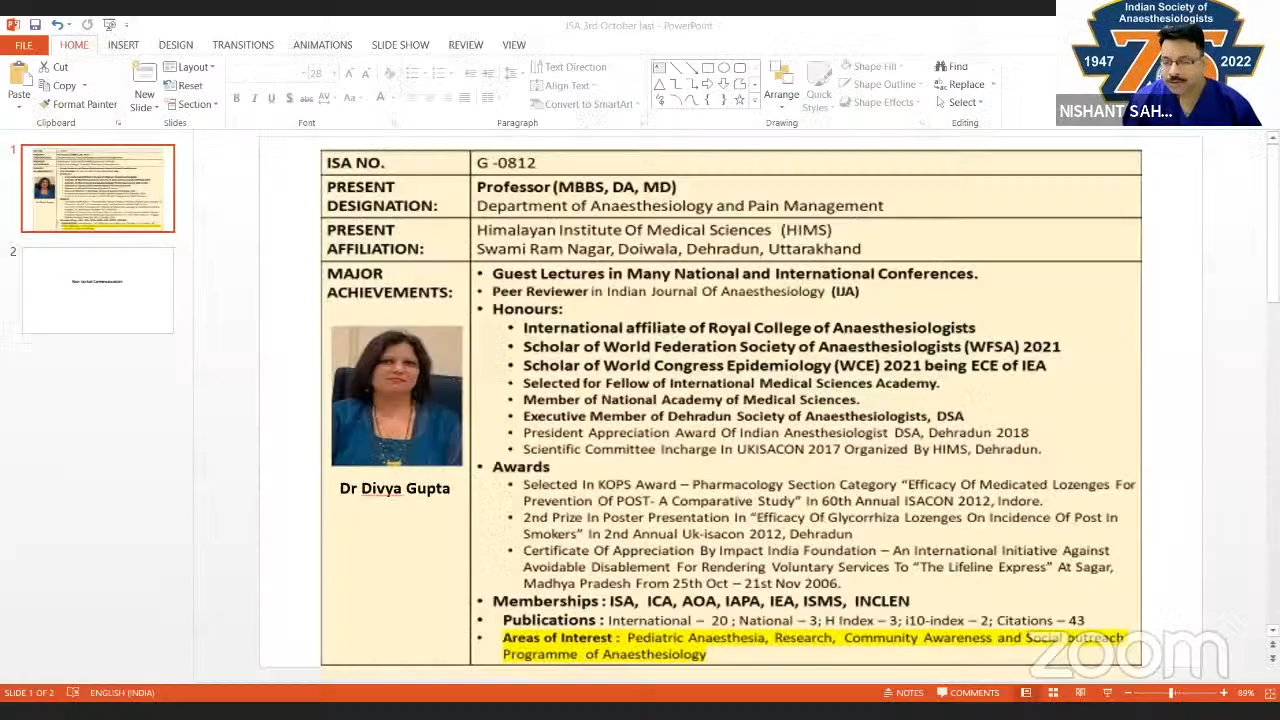 ISA 3rd October last - PowerPoint
Indian Society of
Anaesthesiologists
1947 75 2022
NISHANT SAH...
FILE HOME INSERT DESIGN TRANSITIONS ANIMATIONS SLIDE SHOW REVIEW VIEW
Paste
Cut
Copy
Format Painter
Clipboard
New
Slide
Layout
Reset
Section
Slides
28
B I U S abc AV Aa A
Font
Text Direction
Align Text
Convert to SmartArt
Paragraph
Arrange
Quick
Styles
Shape Fill
Shape Outline
Shape Effects
Drawing
Find
Replace
Select
Editing
1
2
Non Technical Communication
ISA NO. G -0812
PRESENT DESIGNATION:
Professor (MBBS, DA, MD)
Department of Anaesthesiology and Pain Management
PRESENT AFFILIATION:
Himalayan Institute Of Medical Sciences (HIMS)
Swami Ram Nagar, Doiwala, Dehradun, Uttarakhand
MAJOR ACHIEVEMENTS:
Dr Divya Gupta
• Guest Lectures in Many National and International Conferences.
• Peer Reviewer in Indian Journal Of Anaesthesiology (IJA)
• Honours:
• International affiliate of Royal College of Anaesthesiologists
• Scholar of World Federation Society of Anaesthesiologists (WFSA) 2021
• Scholar of World Congress Epidemiology (WCE) 2021 being ECE of IEA
• Selected for Fellow of International Medical Sciences Academy.
• Member of National Academy of Medical Sciences.
• Executive Member of Dehradun Society of Anaesthesiologists, DSA
• President Appreciation Award Of Indian Anesthesiologist DSA, Dehradun 2018
• Scientific Committee Incharge In UKISACON 2017 Organized By HIMS, Dehradun.
• Awards
• Selected In KOPS Award – Pharmacology Section Category “Efficacy Of Medicated Lozenges For
Prevention Of POST- A Comparative Study” In 60th Annual ISACON 2012, Indore.
• 2nd Prize In Poster Presentation In “Efficacy Of Glycorrhiza Lozenges On Incidence Of Post In
Smokers” In 2nd Annual Uk-isacon 2012, Dehradun
• Certificate Of Appreciation By Impact India Foundation – An International Initiative Against
Avoidable Disablement For Rendering Voluntary Services To “The Lifeline Express” At Sagar,
Madhya Pradesh From 25th Oct – 21st Nov 2006.
• Memberships : ISA, ICA, AOA, IAPA, IEA, ISMS, INCLEN
• Publications : International – 20 ; National – 3; H Index – 3; i10-index – 2; Citations – 43
• Areas of Interest : Pediatric Anaesthesia, Research, Community Awareness and Social outreach
Programme of Anaesthesiology
zoom
SLIDE 1 OF 2 ENGLISH (INDIA) NOTES COMMENTS 89%